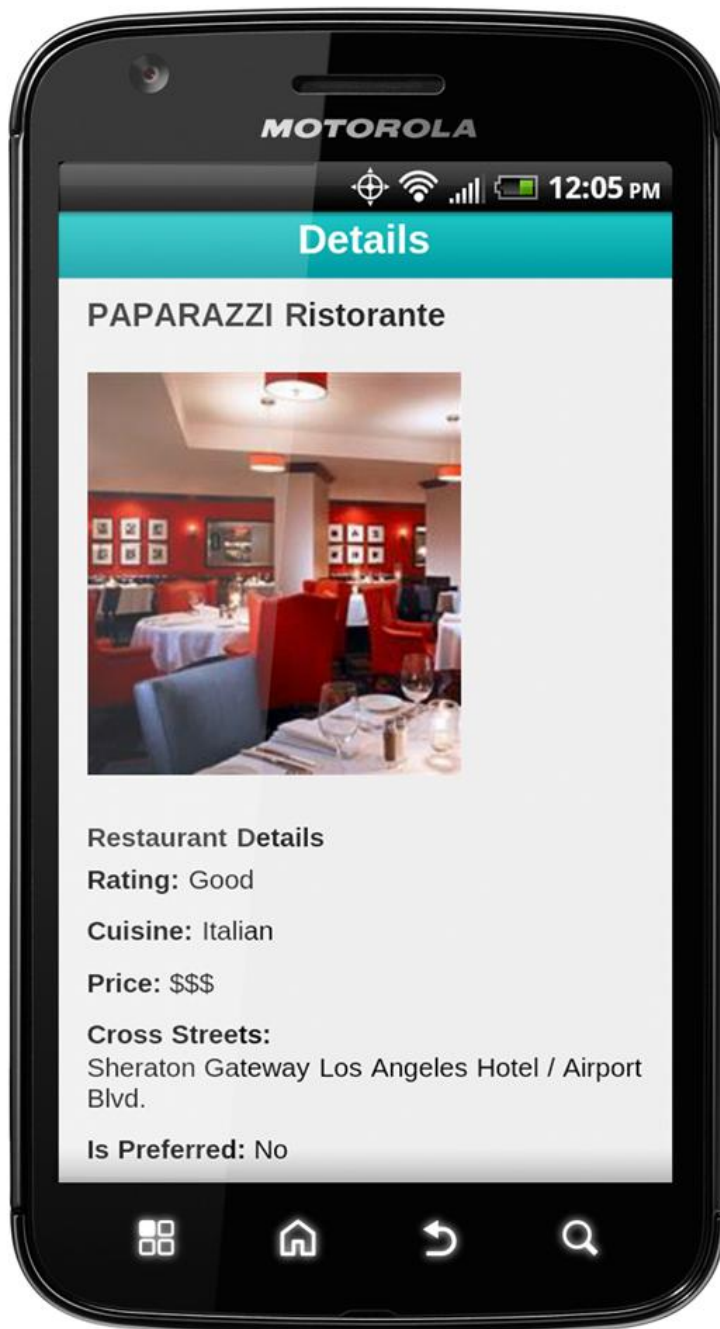 MOTOROLA
12:05 PM
Details
PAPARAZZI Ristorante
Restaurant Details
Rating: Good
Cuisine: Italian
Price: $$$
Cross Streets:
Sheraton Gateway Los Angeles Hotel / Airport
Blvd.
Is Preferred: No